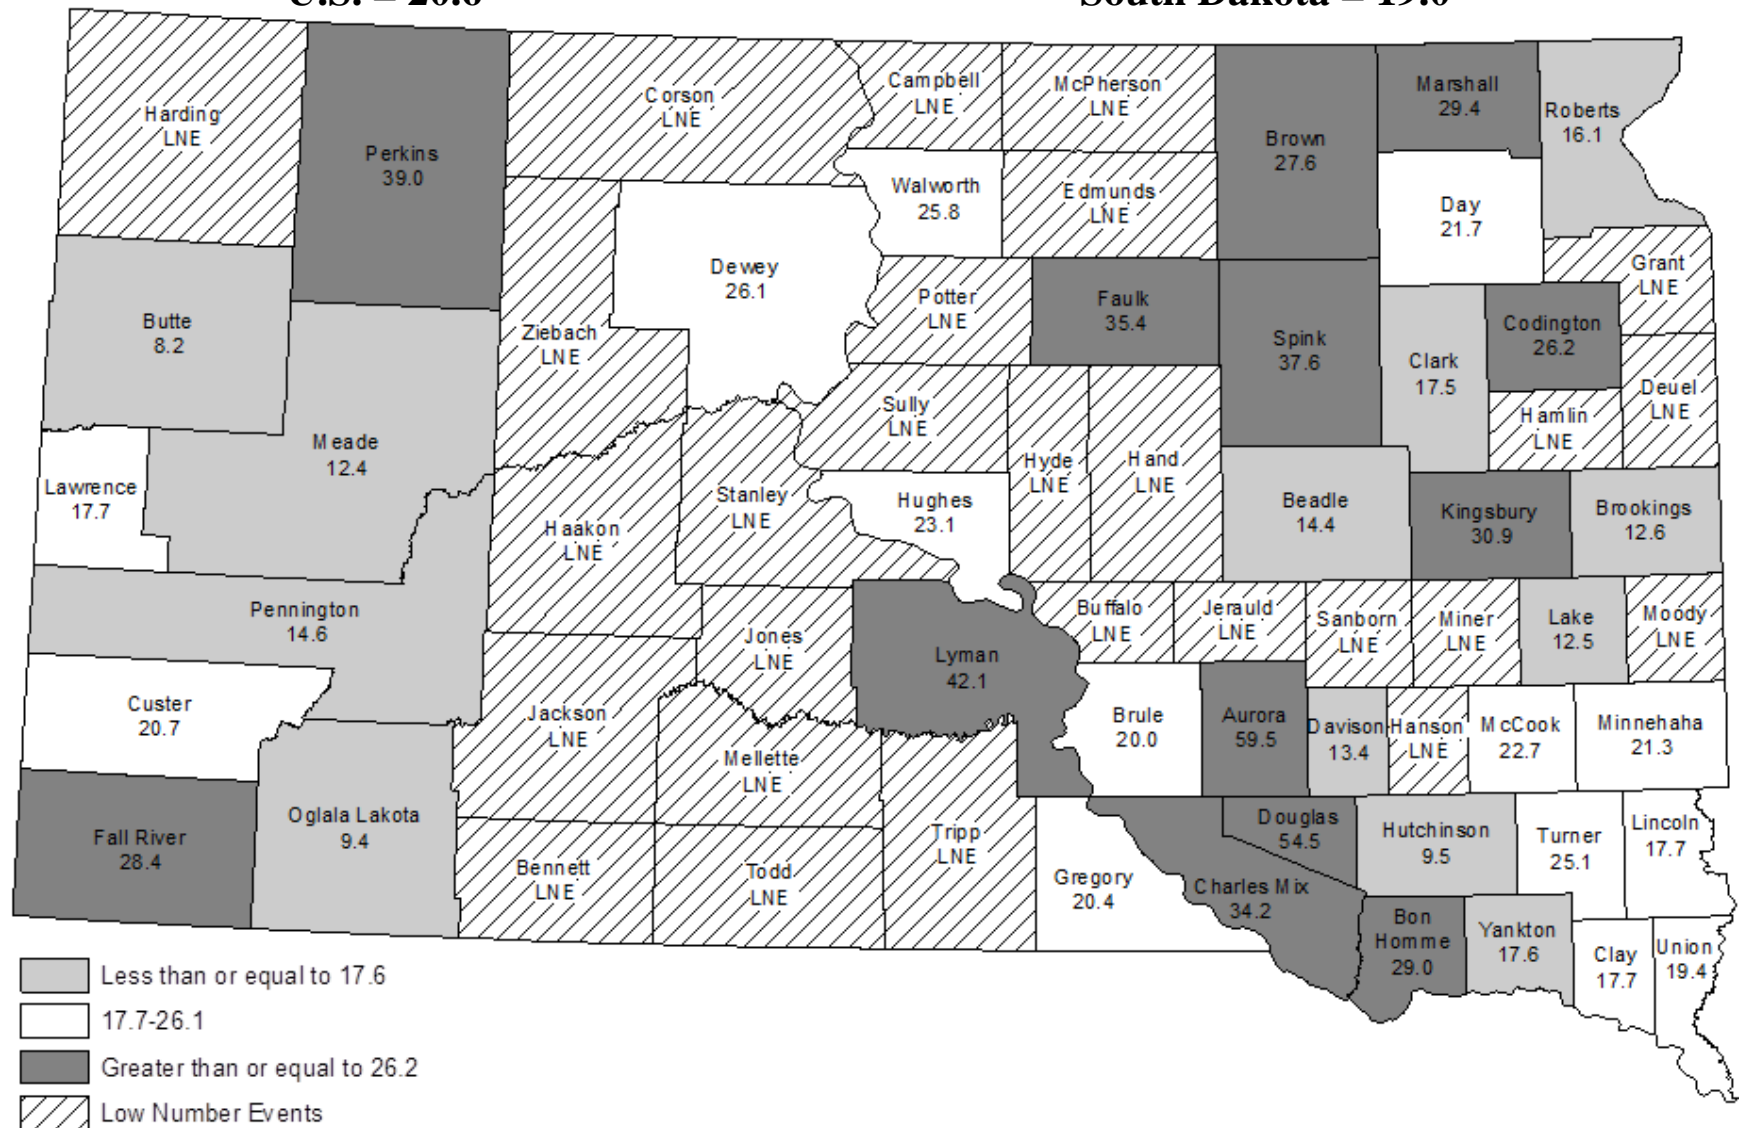 U.S. = 20.6
South Dakota = 19.0
Harding
LNE
Perkins
39.0
Corson
LNE
Campbell
LNE
McPherson
LNE
Brown
27.6
Marshall
29.4
Roberts
16.1
Walworth
25.8
Edmunds
LNE
Day
21.7
Dewey
26.1
Grant
LNE
Butte
8.2
Ziebach
LNE
Potter
LNE
Faulk
35.4
Spink
37.6
Clark
17.5
Codington
26.2
Deuel
LNE
Hamlin
LNE
Meade
12.4
Sully
LNE
Hyde
LNE
Hand
LNE
Lawrence
17.7
Haakon
LNE
Stanley
LNE
Hughes
23.1
Beadle
14.4
Kingsbury
30.9
Brookings
12.6
Pennington
14.6
Jones
LNE
Lyman
42.1
Buffalo
LNE
Jerauld
LNE
Sanborn
LNE
Miner
LNE
Lake
12.5
Moody
LNE
Custer
20.7
Jackson
LNE
Mellette
LNE
Brule
20.0
Aurora
59.5
Davison
13.4
Hanson
LNE
McCook
22.7
Minnehaha
21.3
Fall River
28.4
Oglala Lakota
9.4
Bennett
LNE
Todd
LNE
Tripp
LNE
Gregory
20.4
Charles Mix
34.2
Douglas
54.5
Hutchinson
9.5
Turner
25.1
Lincoln
17.7
Bon
Homme
29.0
Yankton
17.6
Clay
17.7
Union
19.4
Less than or equal to 17.6
17.7-26.1
Greater than or equal to 26.2
Low Number Events